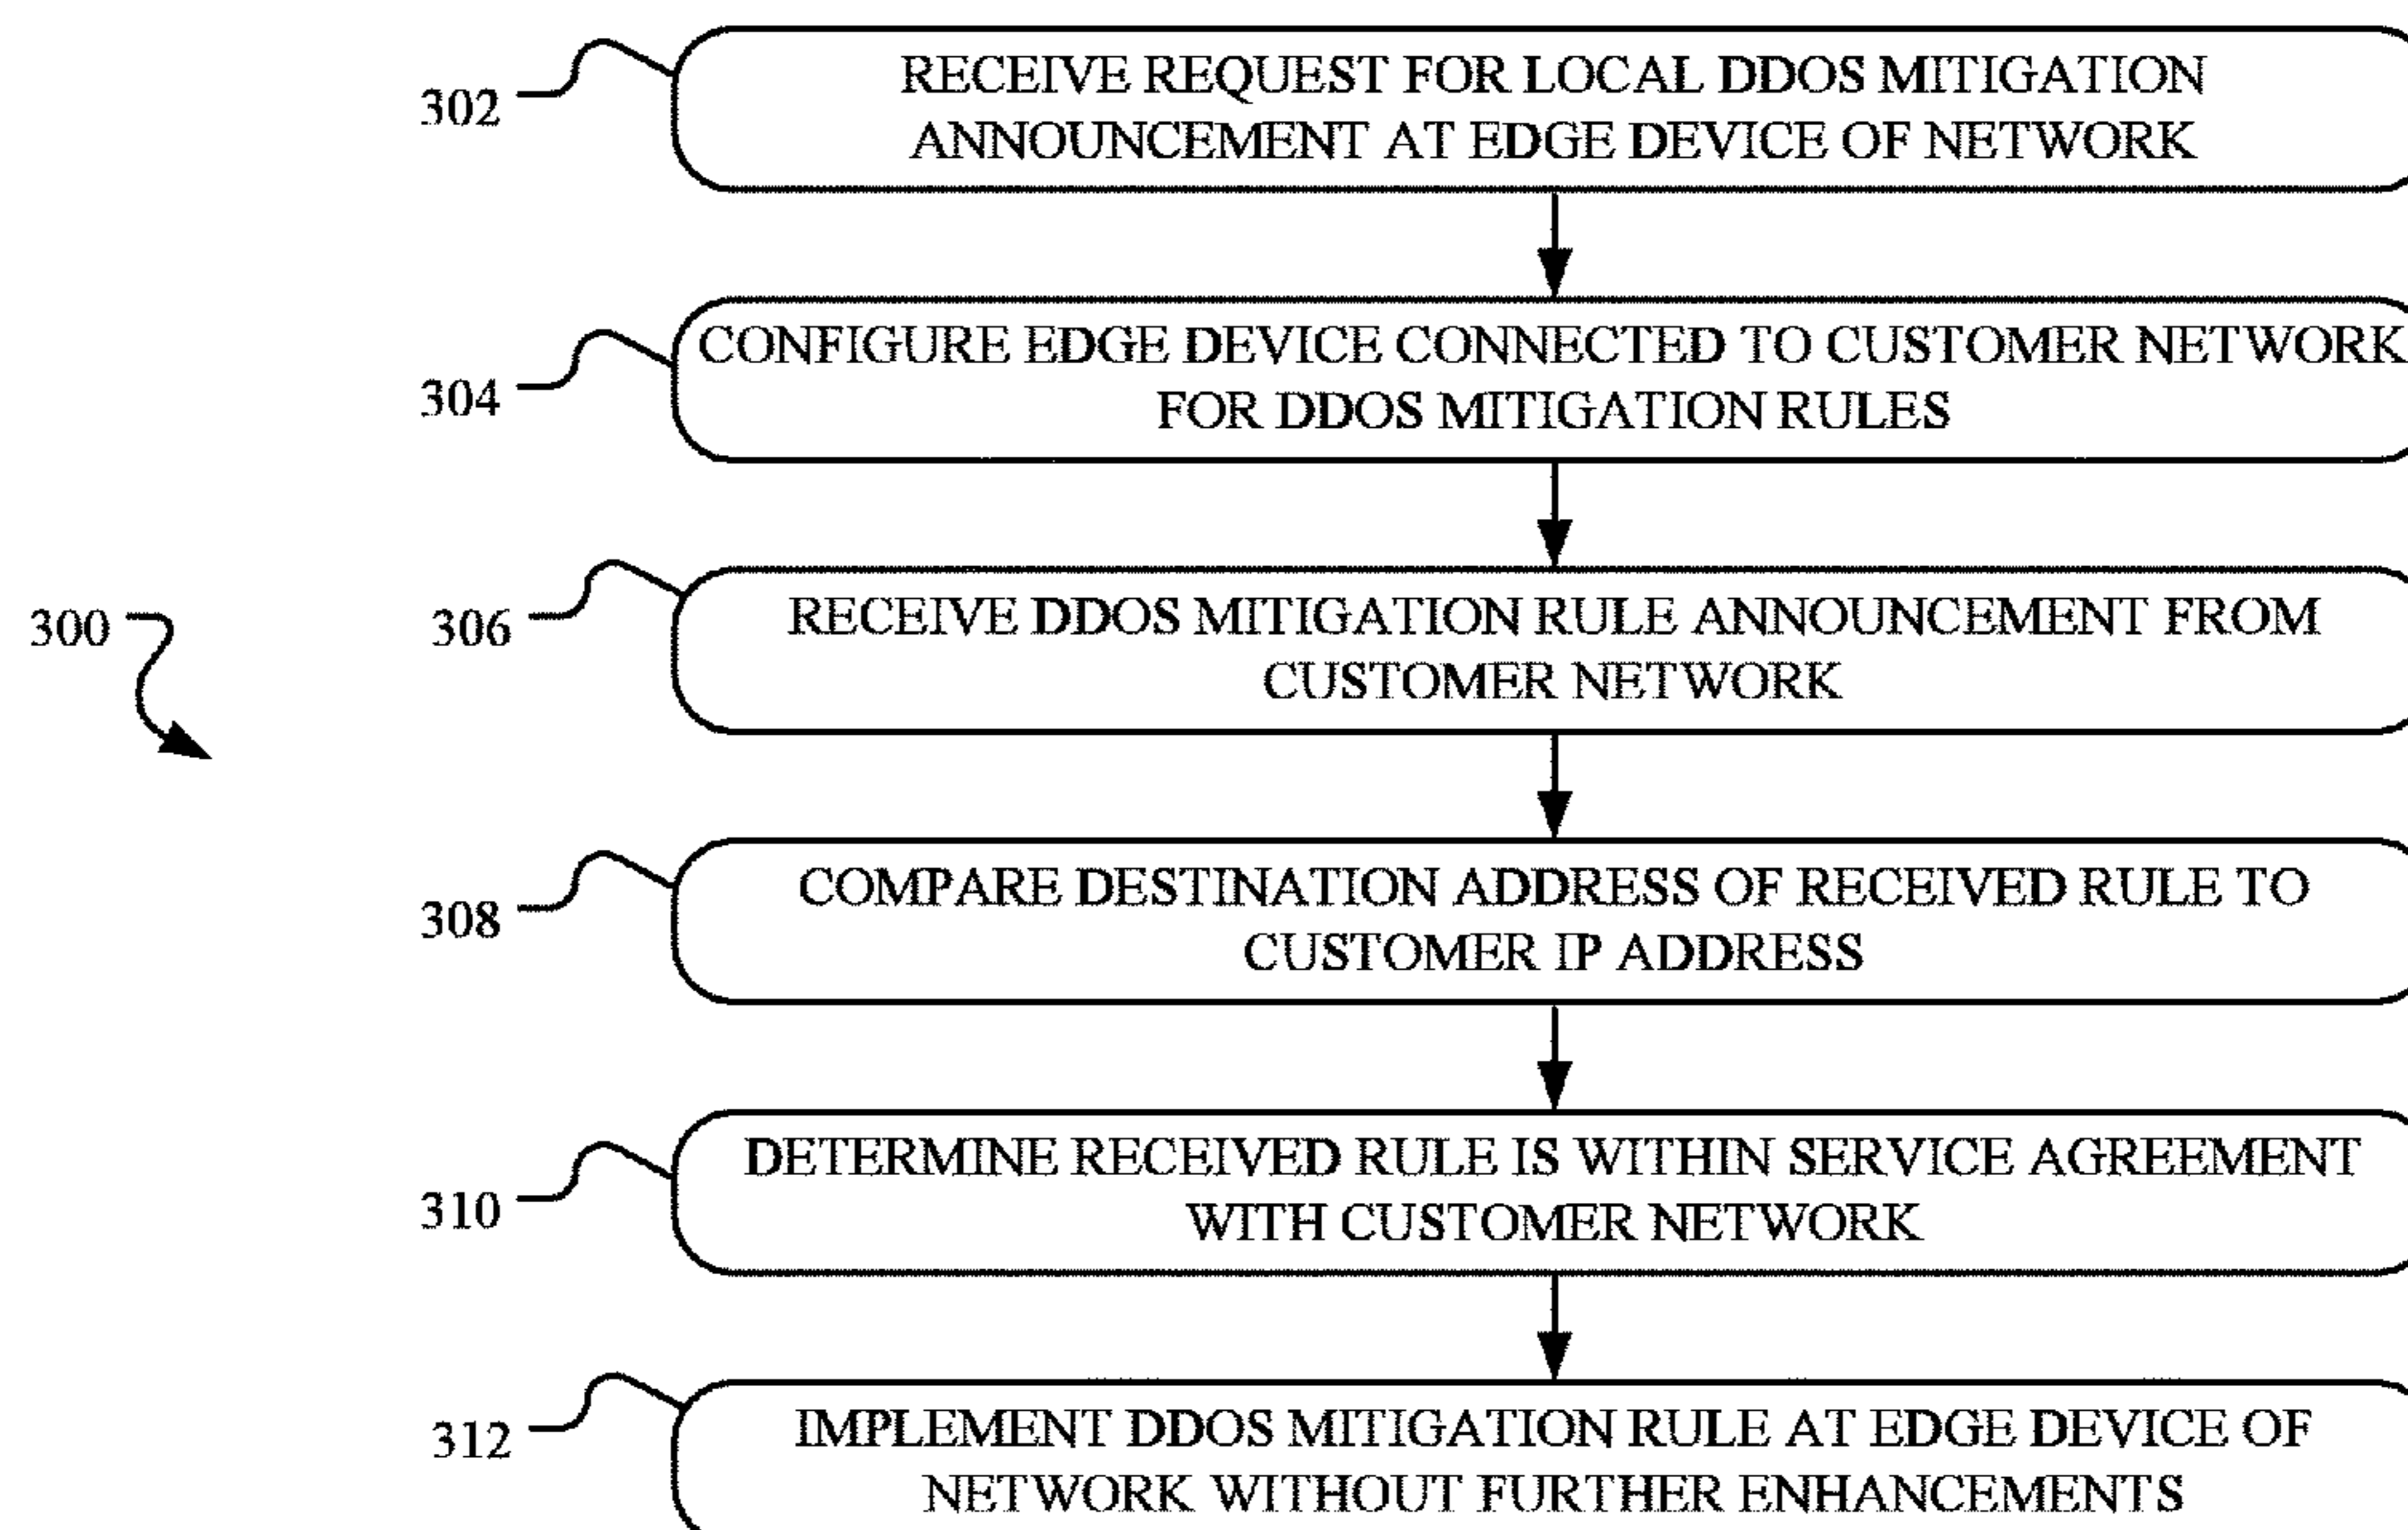 302
RECEIVE REQUEST FOR LOCAL DDOS MITIGATION
ANNOUNCEMENT AT EDGE DEVICE OF NETWORK
304
CONFIGURE EDGE DEVICE CONNECTED TO CUSTOMER NETWORK
FOR DDOS MITIGATION RULES
300
306
RECEIVE DDOS MITIGATION RULE ANNOUNCEMENT FROM
CUSTOMER NETWORK
308
COMPARE DESTINATION ADDRESS OF RECEIVED RULE TO
CUSTOMER IP ADDRESS
310
DETERMINE RECEIVED RULE IS WITHIN SERVICE AGREEMENT
WITH CUSTOMER NETWORK
312
IMPLEMENT DDOS MITIGATION RULE AT EDGE DEVICE OF
NETWORK WITHOUT FURTHER ENHANCEMENTS